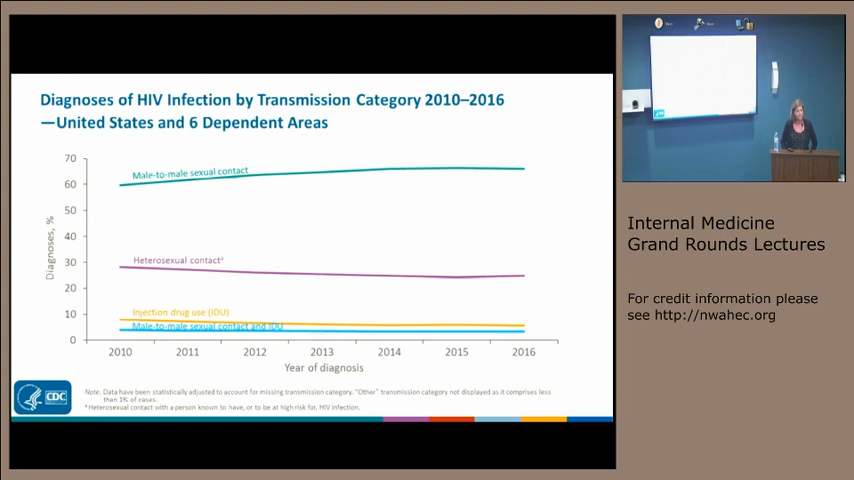 Diagnoses of HIV Infection by Transmission Category 2010–2016
—United States and 6 Dependent Areas
70
60
50
40
30
20
10
0
Diagnoses, %
Male-to-male sexual contact
Heterosexual contactª
Injection drug use (IDU)
Male-to-male sexual contact and IDU
2010 2011 2012 2013 2014 2015 2016
Year of diagnosis
CDC
Note. Data have been statistically adjusted to account for missing transmission category. "Other" transmission category not displayed as it comprises less
than 1% of cases.
ª Heterosexual contact with a person known to have, or to be at high risk for, HIV infection.
Internal Medicine
Grand Rounds Lectures
For credit information please
see http://nwahec.org